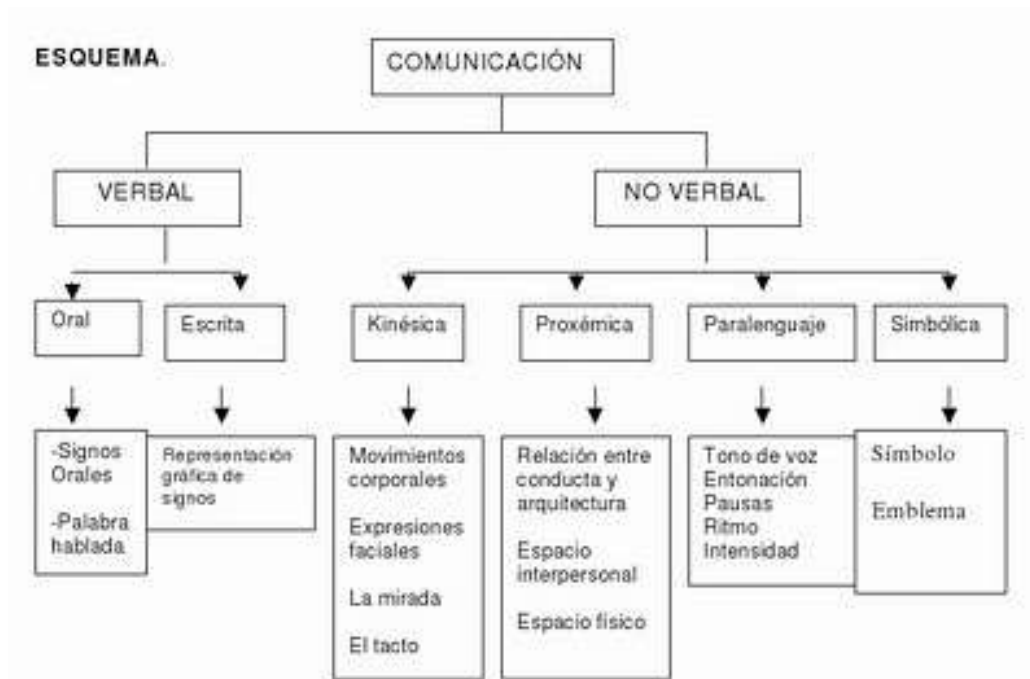 ESQUEMA.
COMUNICACIÓN
VERBAL
NO VERBAL
Oral
Escrita
Kinésica
Proxémica
Paralenguaje
Simbólica
-Signos
Orales
-Palabra
hablada
Representación
gráfica de
signos
Movimientos
corporales
Expresiones
faciales
La mirada
El tacto
Relación entre
conducta y
arquitectura
Espacio
interpersonal
Espacio físico
Tono de voz
Entonación
Pausas
Ritmo
Intensidad
Símbolo
Emblema